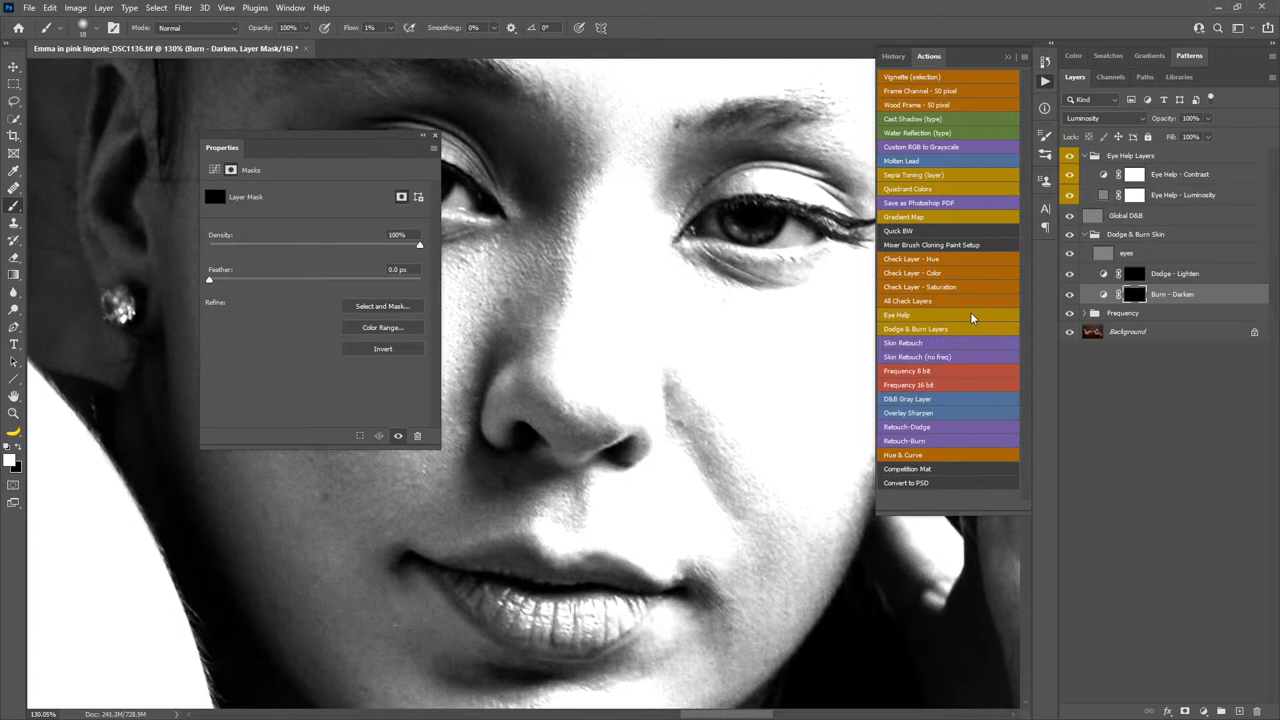 Ps File Edit Image Layer Type Select Filter 3D View Plugins Window Help
Mode: Normal Opacity: 100% Flow: 1% Smoothing: 0% 0°
18
Emma in pink lingerie_DSC1136.tif @ 130% (Burn - Darken, Layer Mask/16) * ×
History Actions
Vignette (selection)
Frame Channel - 50 pixel
Wood Frame - 50 pixel
Cast Shadow (type)
Water Reflection (type)
Custom RGB to Grayscale
Molten Lead
Sepia Toning (layer)
Quadrant Colors
Save as Photoshop PDF
Gradient Map
Quick BW
Mixer Brush Cloning Paint Setup
Check Layer - Hue
Check Layer - Color
Check Layer - Saturation
All Check Layers
Eye Help
Dodge & Burn Layers
Skin Retouch
Skin Retouch (no freq)
Frequency 8 bit
Frequency 16 bit
D&B Gray Layer
Overlay Sharpen
Retouch-Dodge
Retouch-Burn
Hue & Curve
Competition Mat
Convert to PSD
Properties
Masks
Layer Mask
Density: 100%
Feather: 0.0 px
Refine:
Select and Mask...
Color Range...
Invert
Color Swatches Gradients Patterns
Layers Channels Paths Libraries
Kind
Luminosity Opacity: 100%
Lock: Fill: 100%
Eye Help Layers
Eye Help - Contrast
Eye Help - Luminosity
Global D&B
Dodge & Burn Skin
eyes
Dodge - Lighten
Burn - Darken
Frequency
Background
130.05% Doc: 241.3M/728.9M